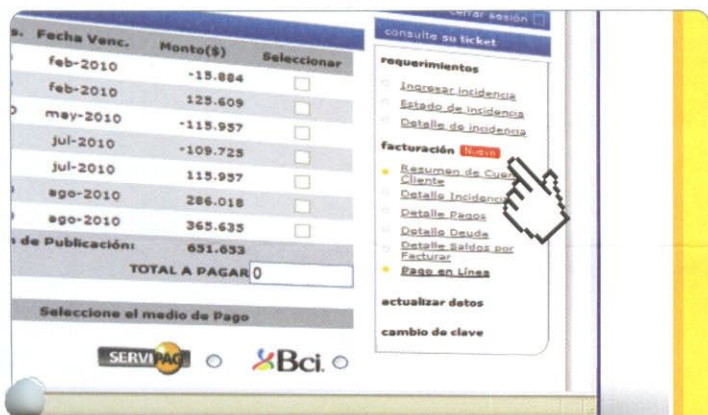 s. Fecha Venc. Monto($) Seleccionar
feb-2010 -15.884
feb-2010 125.609
may-2010 -115.957
jul-2010 -109.725
jul-2010 115.957
ago-2010 286.018
ago-2010 365.635
n de Publicación: 651.653
TOTAL A PAGAR 0
Seleccione el medio de Pago
SERVIPAG Bci.
cerrar sesión
consulte su ticket
requerimientos
Ingresar incidencia
Estado de incidencia
Detalle de incidencia
facturación Nuevo
Resumen de Cuen
Cliente
Detalle Incidenci
Detalle Pagos
Detalle Deuda
Detalle Saldos por
Facturar
Pago en Línea
actualizar datos
cambio de clave